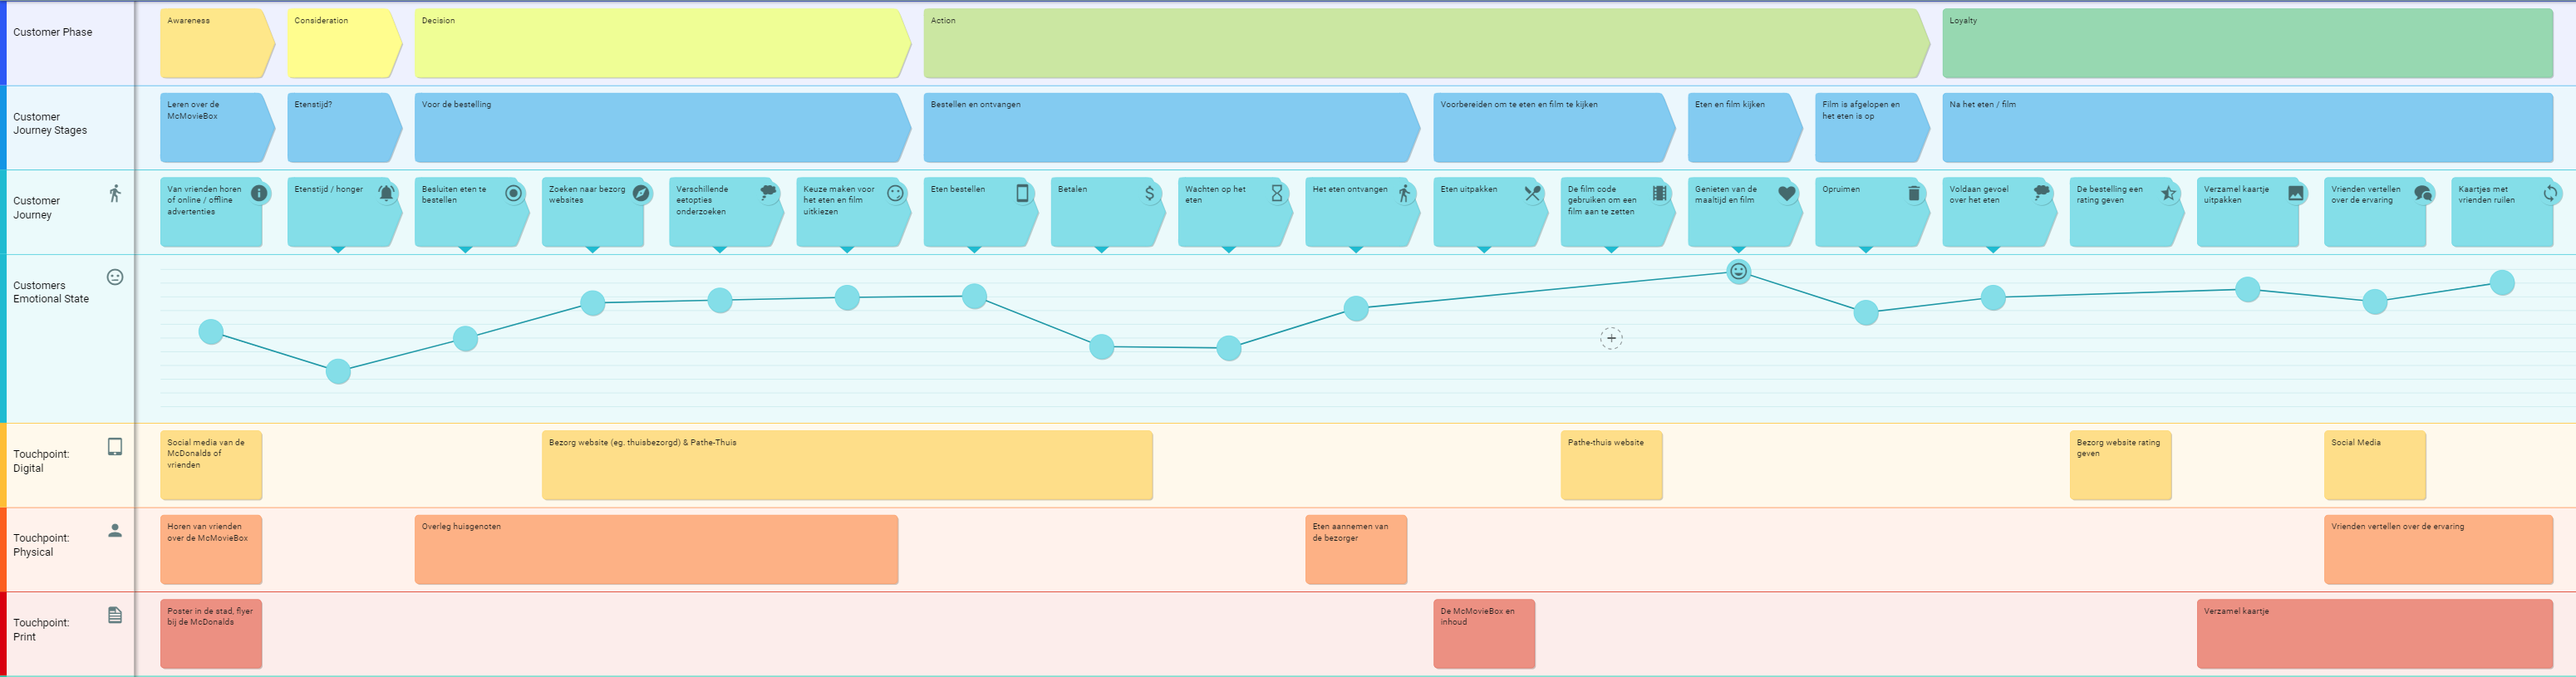 Customer Phase
Awareness
Consideration
Decision
Action
Loyalty
Customer
Journey Stages
Leren over de
McMovieBox
Etenstijd?
Voor de bestelling
Bestellen en ontvangen
Voorbereiden om te eten en film te kijken
Eten en film kijken
Film is afgelopen en
het eten is op
Na het eten / film
Customer
Journey
Van vrienden horen
of online / offline
advertenties
Etenstijd / honger
Besluiten eten te
bestellen
Zoeken naar bezorg
websites
Verschillende
eetopties
onderzoeken
Keuze maken voor
het eten en film
uitkiezen
Eten bestellen
Betalen
$
Wachten op het
eten
Het eten ontvangen
Eten uitpakken
De film code
gebruiken om een
film aan te zetten
Genieten van de
maaltijd en film
Opruimen
Voldaan gevoel
over het eten
De bestelling een
rating geven
Verzamel kaartje
uitpakken
Vrienden vertellen
over de ervaring
Kaartjes met
vrienden ruilen
Customers
Emotional State
Touchpoint:
Digital
Social media van de
McDonalds of
vrienden
Bezorg website (eg. thuisbezorgd) & Pathe-Thuis
Pathe-thuis website
Bezorg website rating
geven
Social Media
Touchpoint:
Physical
Horen van vrienden
over de McMovieBox
Overleg huisgenoten
Eten aannemen van
de bezorger
Vrienden vertellen over de ervaring
Touchpoint:
Print
Poster in de stad, flyer
bij de McDonalds
De McMovieBox en
inhoud
Verzamel kaartje